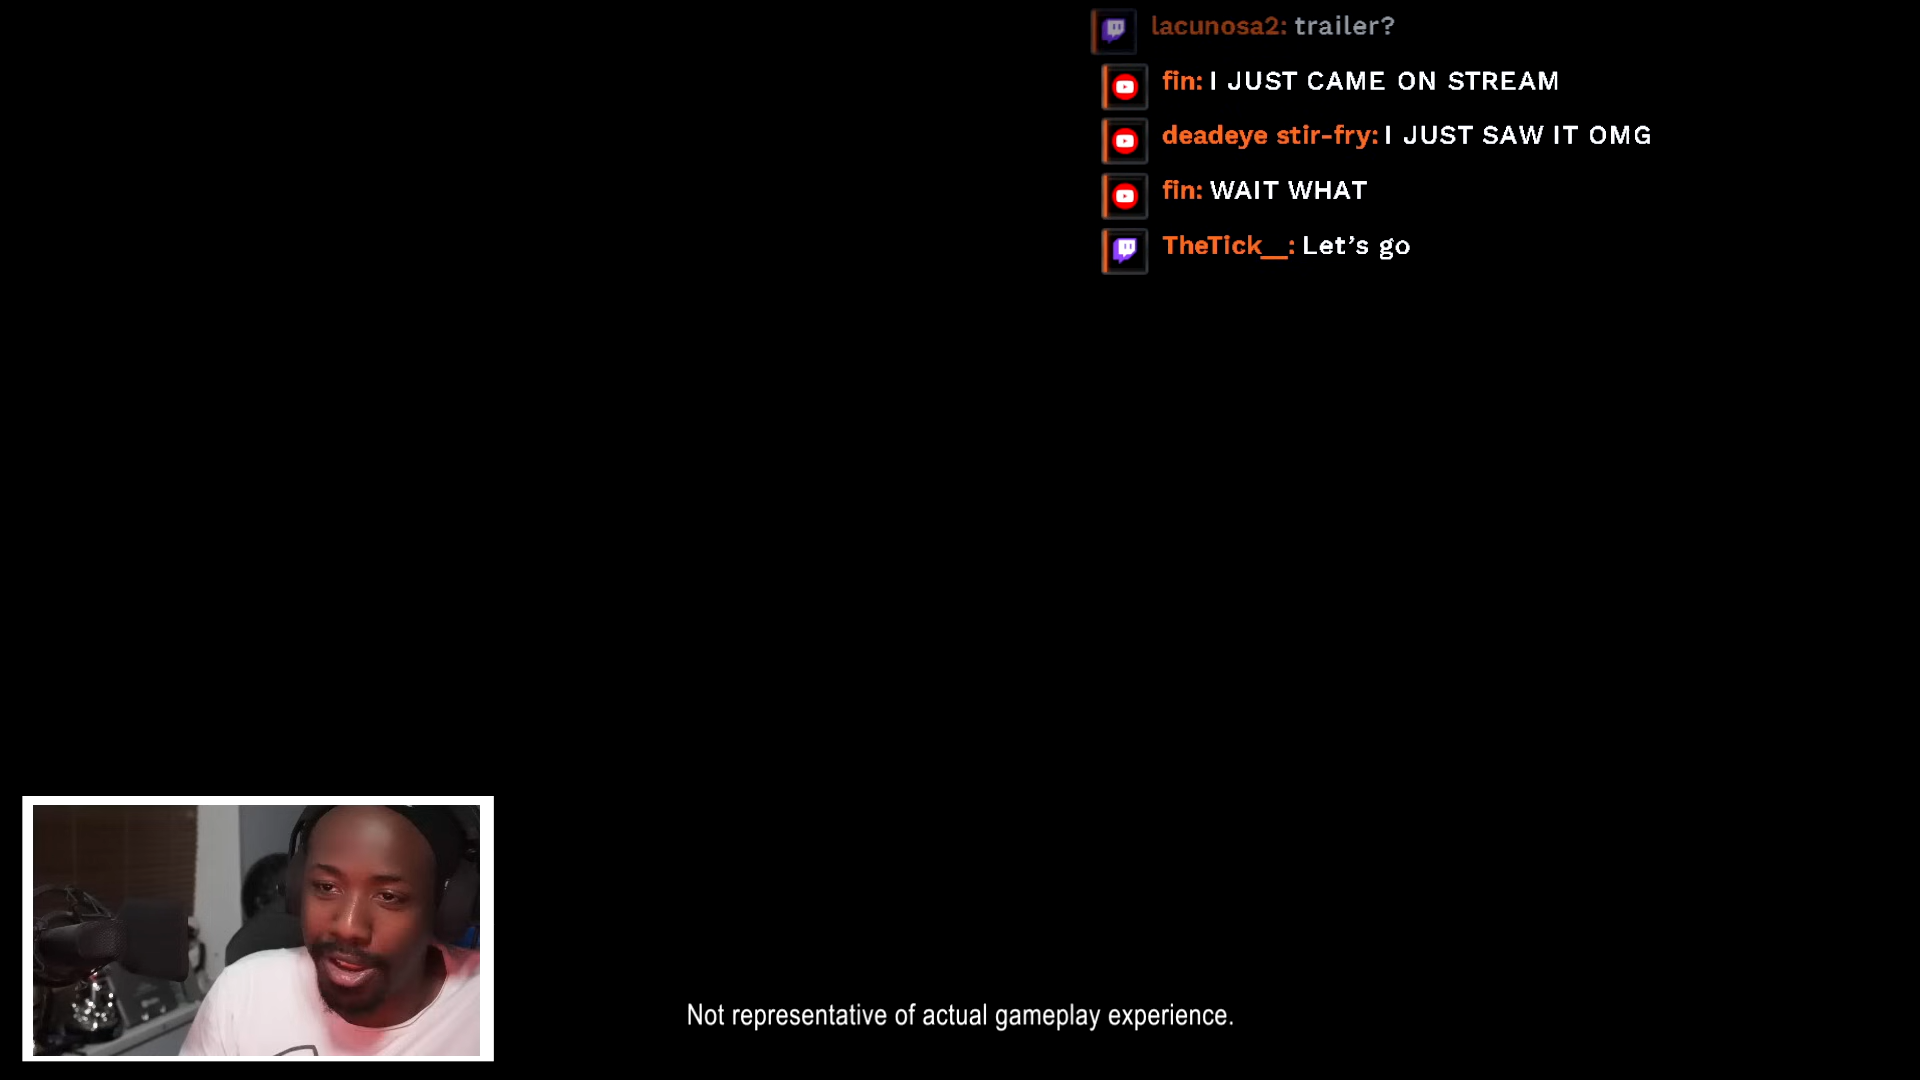 lacunosa2: trailer?
fin: I JUST CAME ON STREAM
deadeye stir-fry: I JUST SAW IT OMG
fin: WAIT WHAT
TheTick__: Let’s go
Not representative of actual gameplay experience.